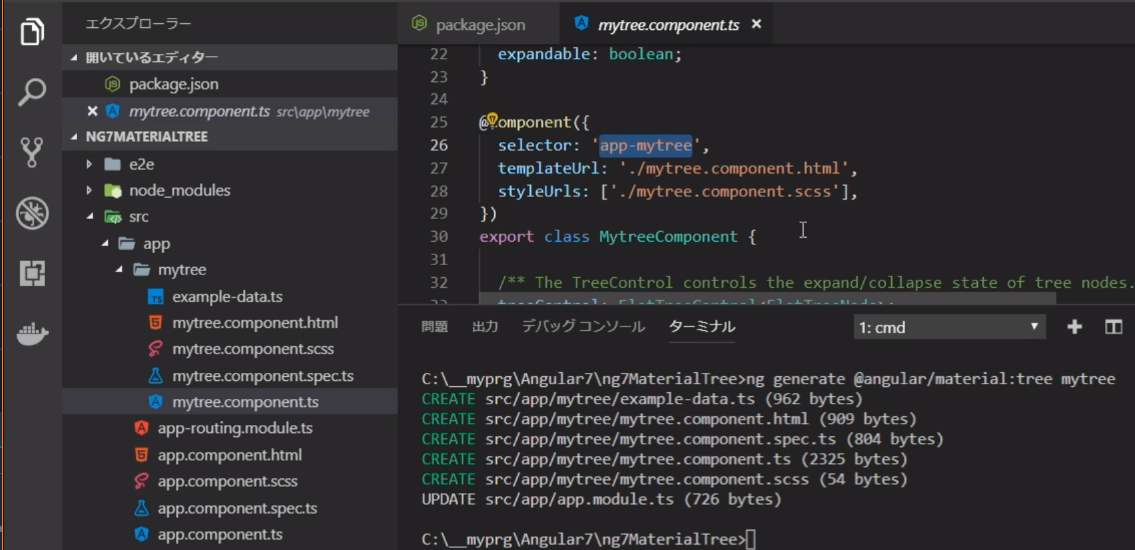 エクスプローラー
開いているエディター
package.json
× mytree.component.ts src\app\mytree
NG7MATERIALTREE
e2e
node_modules
src
app
mytree
example-data.ts
mytree.component.html
mytree.component.scss
mytree.component.spec.ts
mytree.component.ts
app-routing.module.ts
app.component.html
app.component.scss
app.component.spec.ts
app.component.ts
package.json
mytree.component.ts ×
22 expandable: boolean;
23 }
24
25 @Component({
26 selector: 'app-mytree',
27 templateUrl: './mytree.component.html',
28 styleUrls: ['./mytree.component.scss'],
29 })
30 export class MytreeComponent {
31
32 /** The TreeControl controls the expand/collapse state of tree nodes.
33 treeControl: FlatTreeControl<FlatTreeNode>;
問題 出力 デバッグ コンソール ターミナル 1: cmd
C:\__myprg\Angular7\ng7MaterialTree>ng generate @angular/material:tree mytree
CREATE src/app/mytree/example-data.ts (962 bytes)
CREATE src/app/mytree/mytree.component.html (909 bytes)
CREATE src/app/mytree/mytree.component.spec.ts (804 bytes)
CREATE src/app/mytree/mytree.component.ts (2325 bytes)
CREATE src/app/mytree/mytree.component.scss (54 bytes)
UPDATE src/app/app.module.ts (726 bytes)
C:\__myprg\Angular7\ng7MaterialTree>